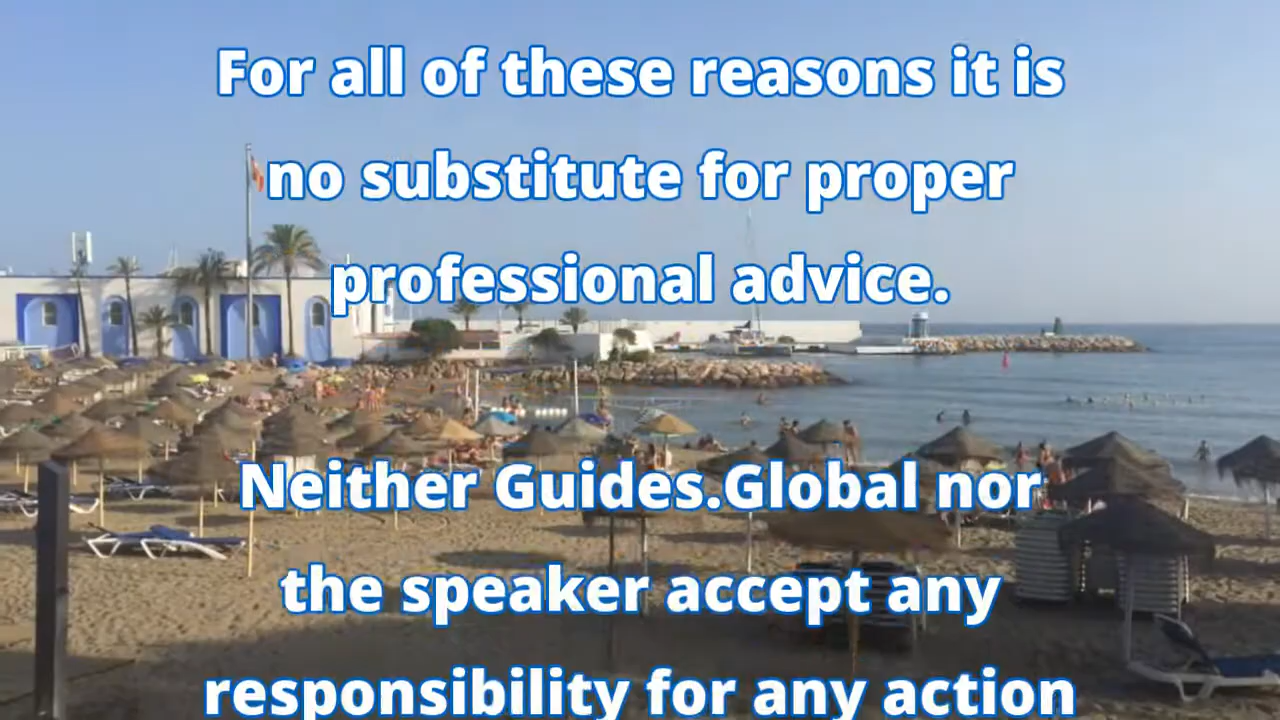 For all of these reasons it is
no substitute for proper
professional advice.
Neither Guides.Global nor
the speaker accept any
responsibility for any action